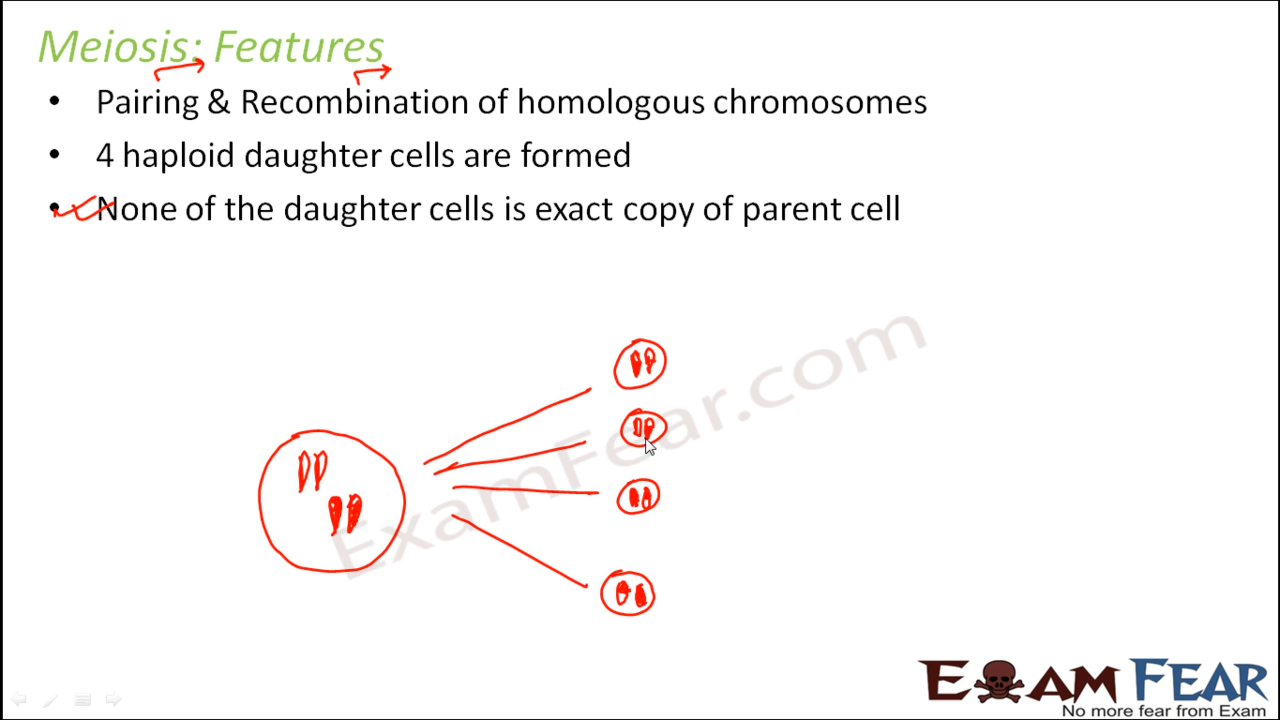 Meiosis: Features
• Pairing & Recombination of homologous chromosomes
• 4 haploid daughter cells are formed
• None of the daughter cells is exact copy of parent cell
ExamFear.com
EXAM FEAR
No more fear from Exam